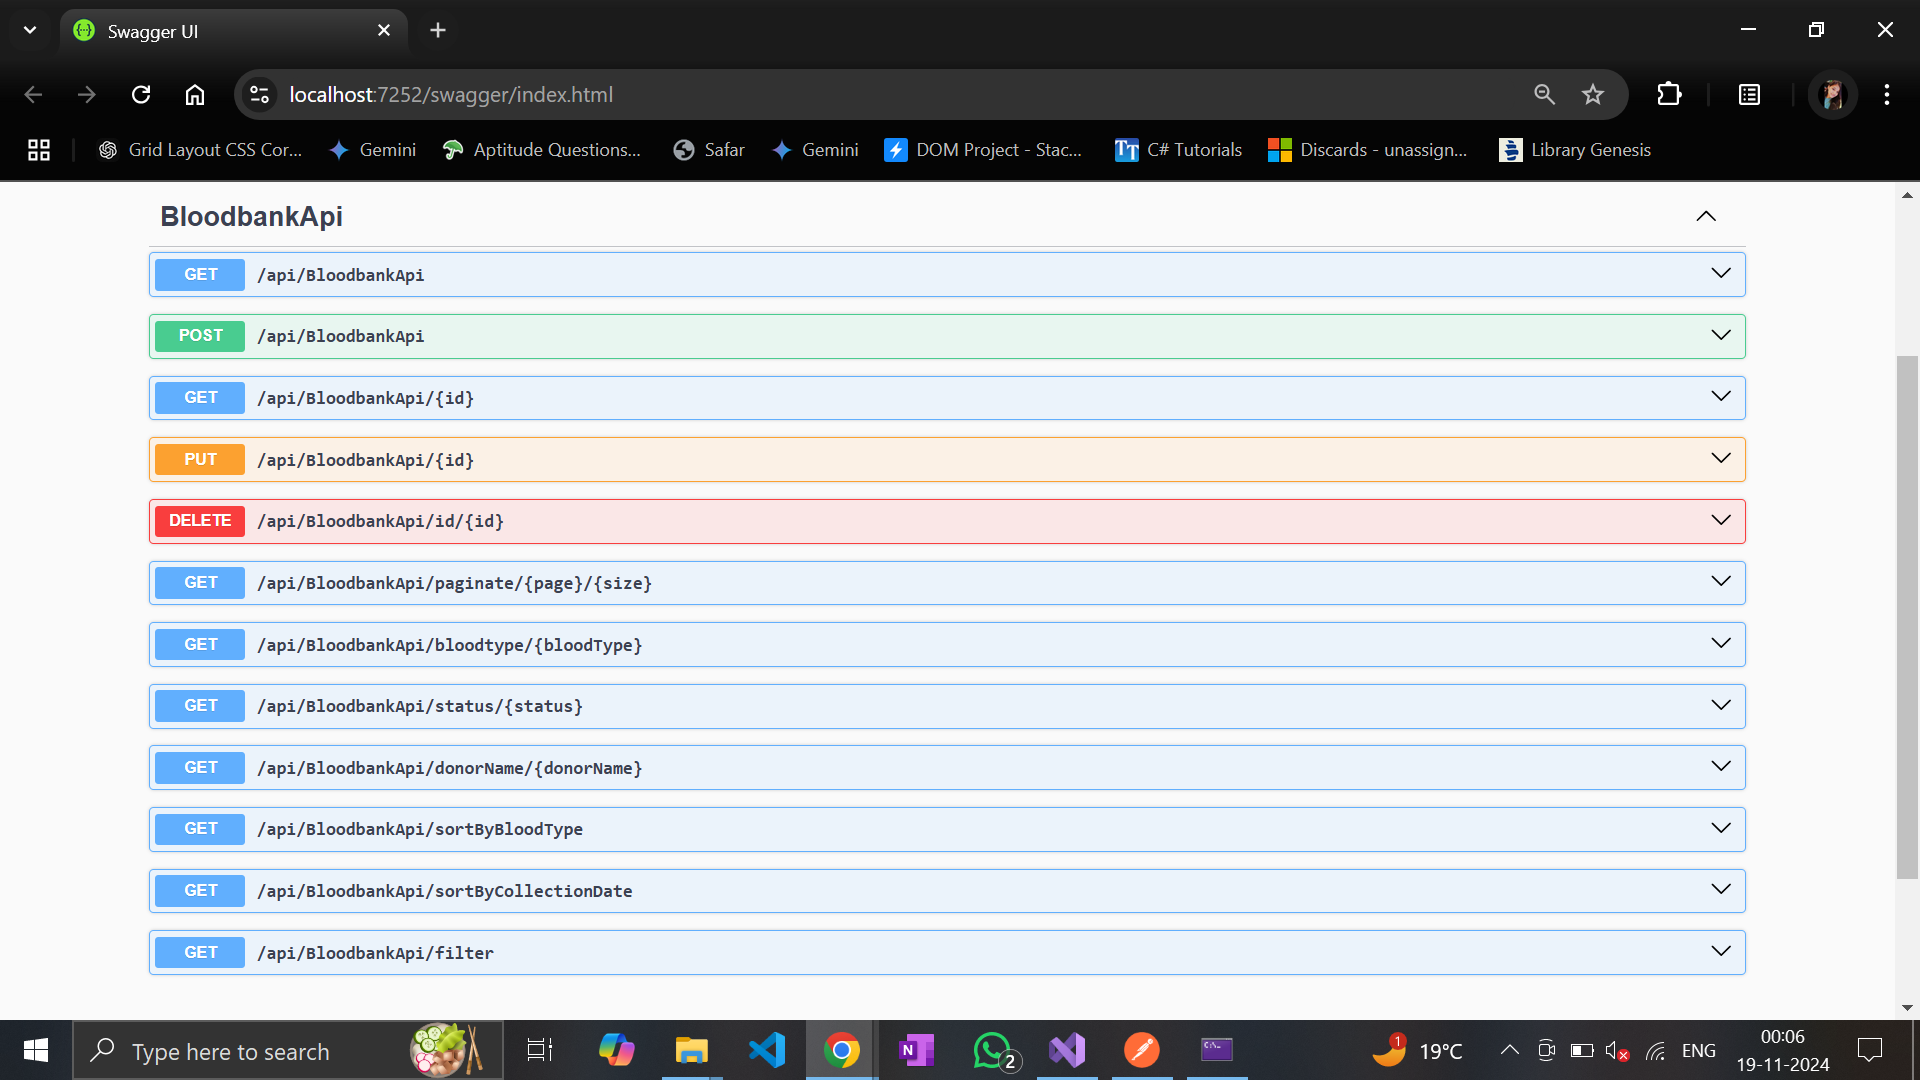 Swagger UI
localhost:7252/swagger/index.html
Grid Layout CSS Cor... Gemini Aptitude Questions... Safar Gemini DOM Project - Stac... TT C# Tutorials Discards - unassign... Library Genesis
BloodbankApi
GET /api/BloodbankApi
POST /api/BloodbankApi
GET /api/BloodbankApi/{id}
PUT /api/BloodbankApi/{id}
DELETE /api/BloodbankApi/id/{id}
GET /api/BloodbankApi/paginate/{page}/{size}
GET /api/BloodbankApi/bloodtype/{bloodType}
GET /api/BloodbankApi/status/{status}
GET /api/BloodbankApi/donorName/{donorName}
GET /api/BloodbankApi/sortByBloodType
GET /api/BloodbankApi/sortByCollectionDate
GET /api/BloodbankApi/filter
Type here to search N 2 C:\_ 1 19°C ENG 00:06
19-11-2024